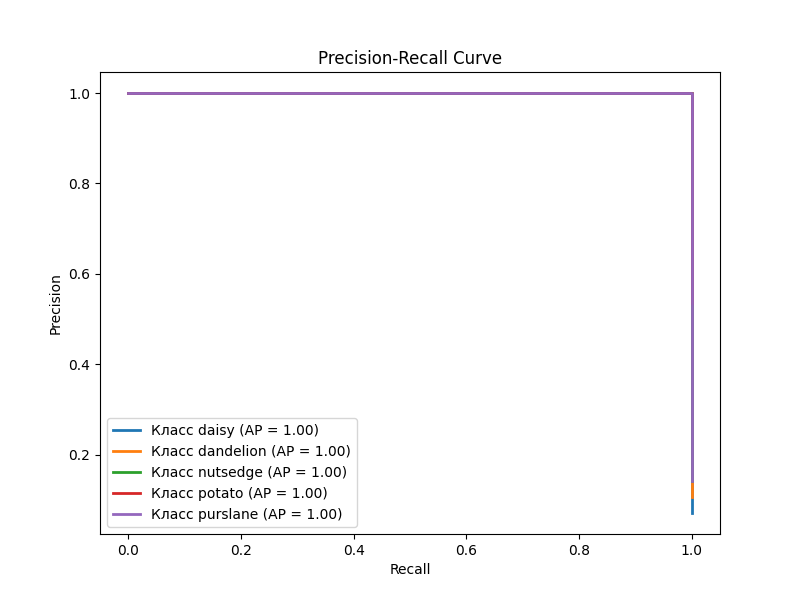 Precision-Recall Curve
1.0
0.8
0.6
0.4
0.2
Precision
Класс daisy (AP = 1.00)
Класс dandelion (AP = 1.00)
Класс nutsedge (AP = 1.00)
Класс potato (AP = 1.00)
Класс purslane (AP = 1.00)
0.0 0.2 0.4 0.6 0.8 1.0
Recall